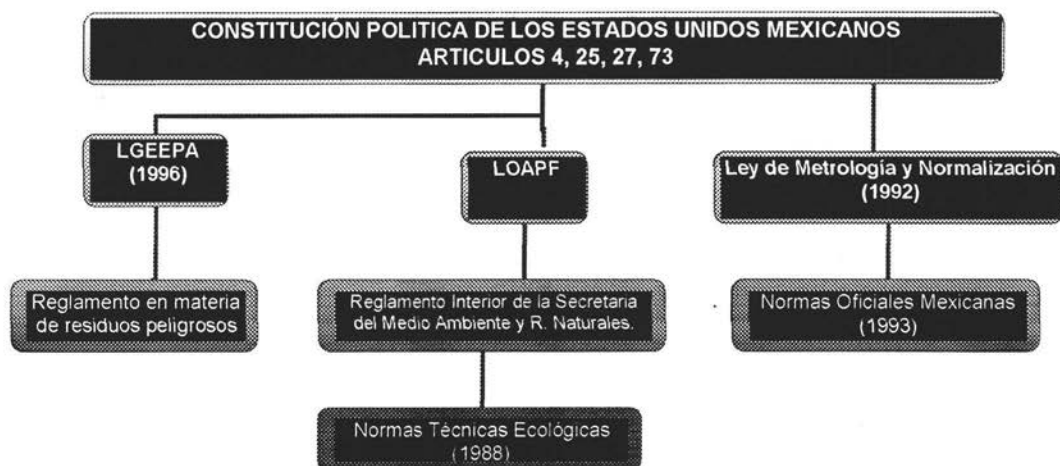 CONSTITUCIÓN POLITICA DE LOS ESTADOS UNIDOS MEXICANOS
ARTICULOS 4, 25, 27, 73
LGEEPA
(1996)
LOAPF
Ley de Metrología y Normalización
(1992)
Reglamento en materia
de residuos peligrosos
Reglamento Interior de la Secretaria
del Medio Ambiente y R. Naturales.
Normas Oficiales Mexicanas
(1993)
Normas Técnicas Ecológicas
(1988)